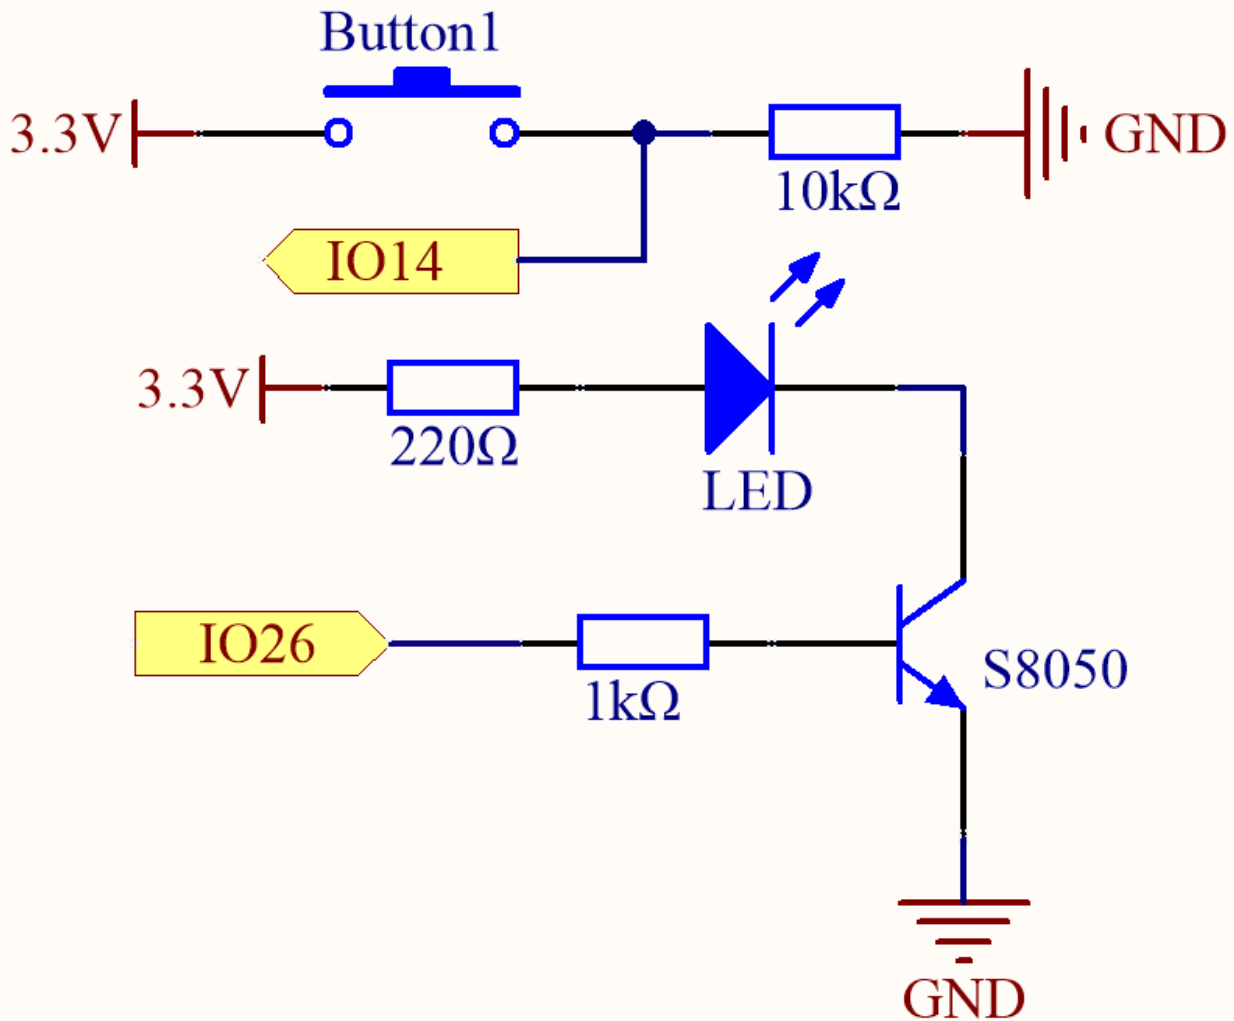 Button1
3.3V
GND
10kΩ
IO14
3.3V
220Ω
LED
IO26
1kΩ
S8050
GND